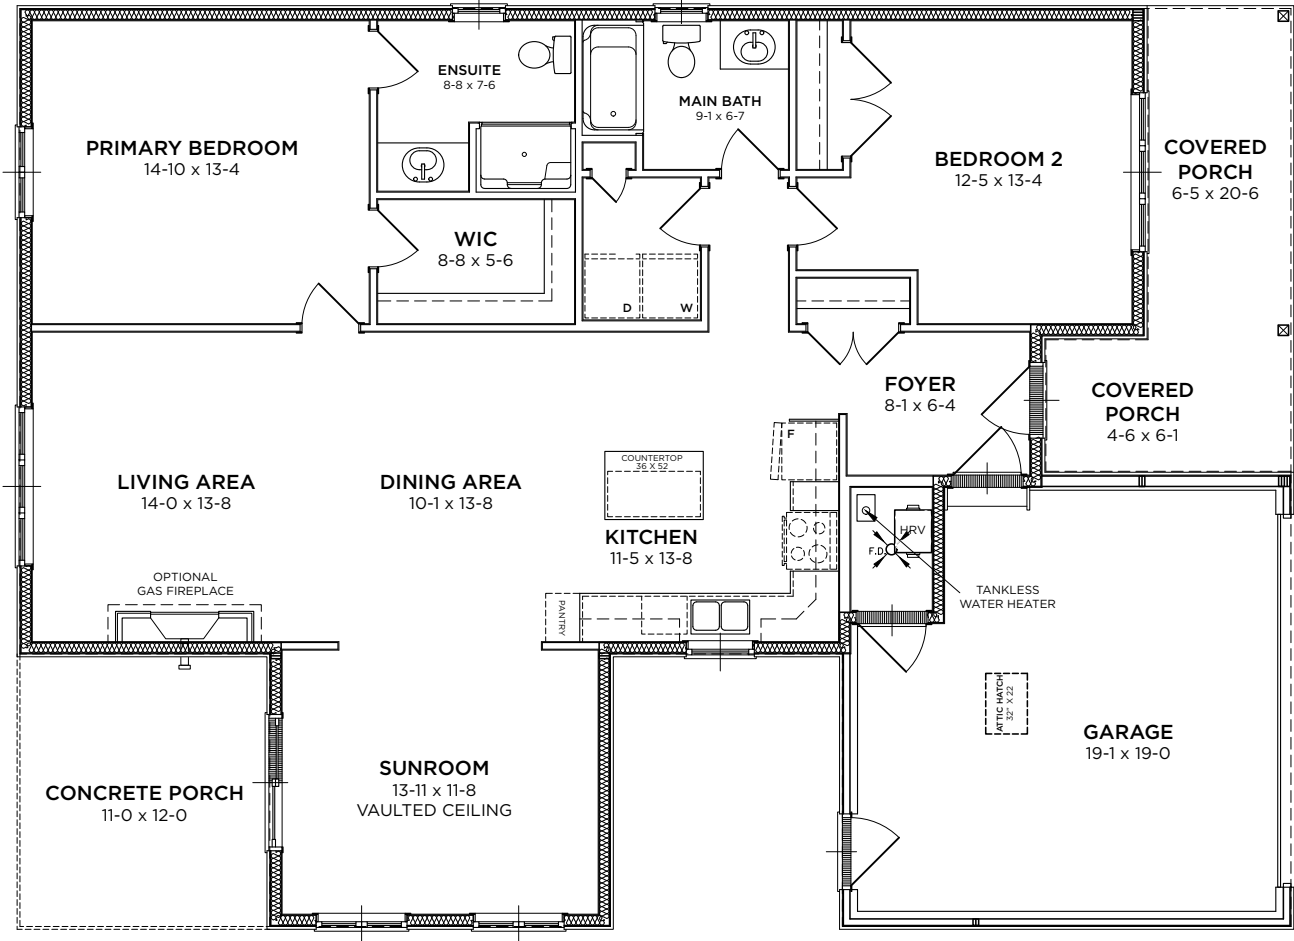 ENSUITE
8-8 x 7-6
MAIN BATH
9-1 x 6-7
PRIMARY BEDROOM
14-10 x 13-4
BEDROOM 2
12-5 x 13-4
COVERED
PORCH
6-5 x 20-6
WIC
8-8 x 5-6
D
W
FOYER
8-1 x 6-4
COVERED
PORCH
4-6 x 6-1
F
LIVING AREA
14-0 x 13-8
DINING AREA
10-1 x 13-8
COUNTERTOP
36 X 52
KITCHEN
11-5 x 13-8
HRV
F.D.
OPTIONAL
GAS FIREPLACE
PANTRY
TANKLESS
WATER HEATER
ATTIC HATCH
32" X 22
GARAGE
19-1 x 19-0
SUNROOM
13-11 x 11-8
VAULTED CEILING
CONCRETE PORCH
11-0 x 12-0